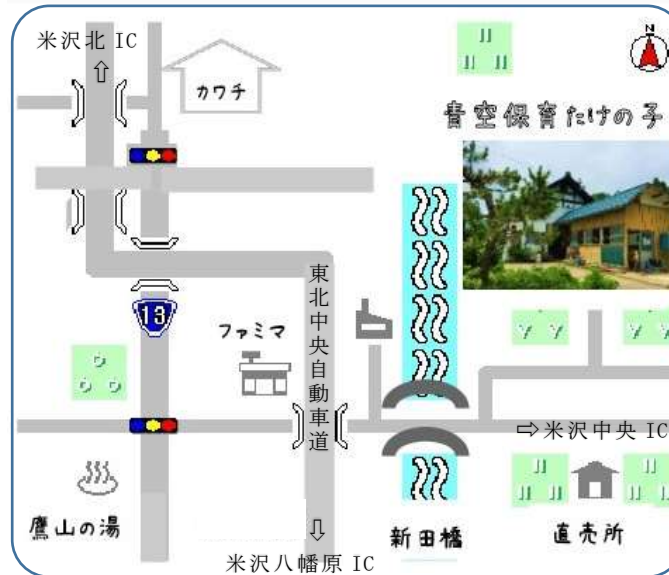 米沢北 IC
カワチ
N
青空保育たけの子
13
ファミマ
東北中央自動車道
⇨米沢中央 IC
鷹山の湯
米沢八幡原 IC
新田橋
直売所